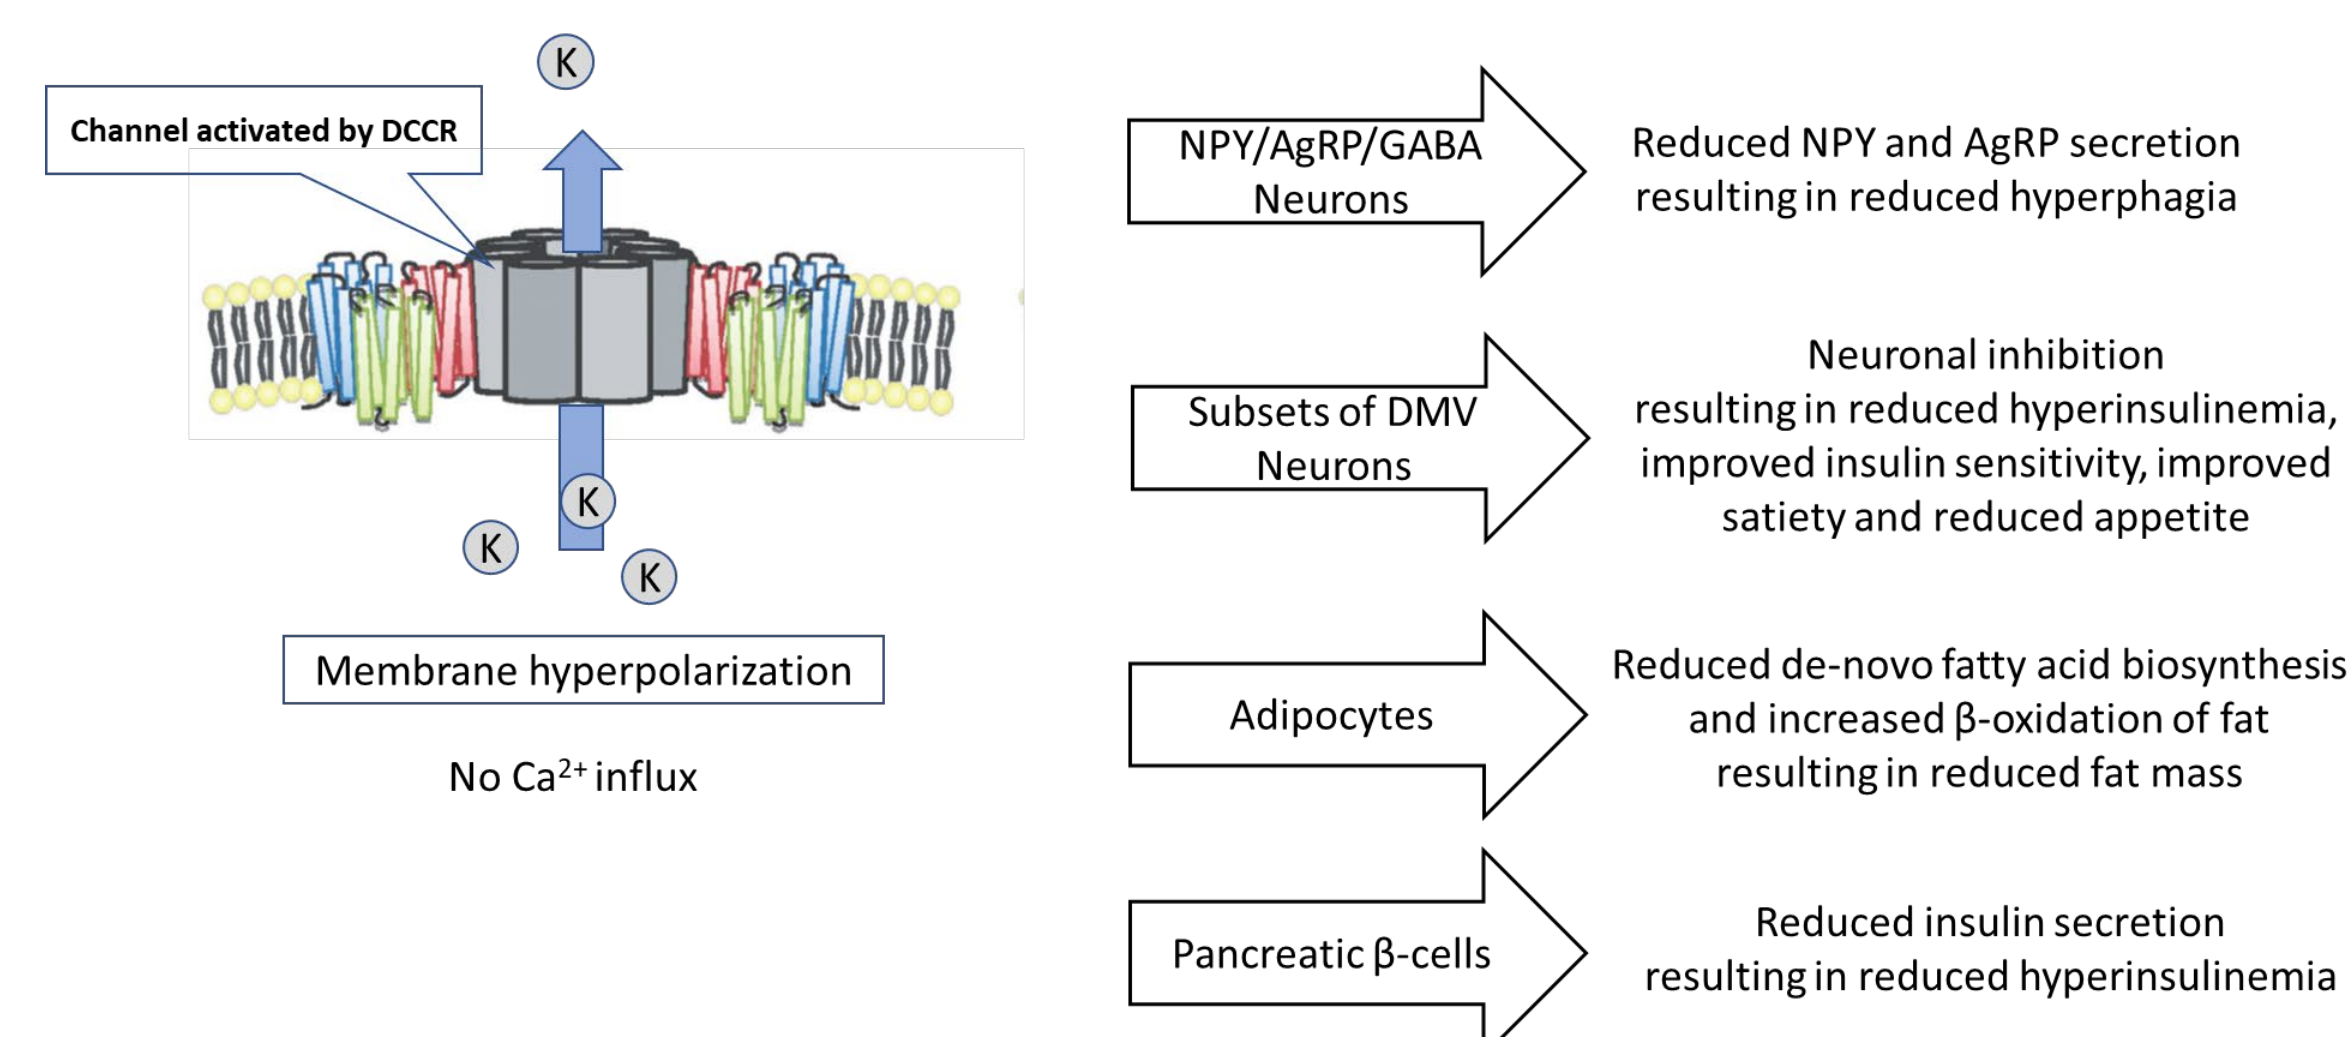 K
Channel activated by DCCR
K
K
K
Membrane hyperpolarization
No Ca²⁺ influx
NPY/AgRP/GABA
Neurons
Reduced NPY and AgRP secretion
resulting in reduced hyperphagia
Subsets of DMV
Neurons
Neuronal inhibition
resulting in reduced hyperinsulinemia,
improved insulin sensitivity, improved
satiety and reduced appetite
Adipocytes
Reduced de-novo fatty acid biosynthesis
and increased β-oxidation of fat
resulting in reduced fat mass
Pancreatic β-cells
Reduced insulin secretion
resulting in reduced hyperinsulinemia